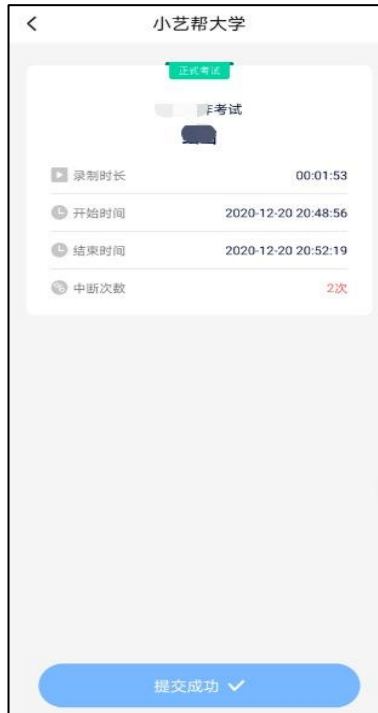 小艺帮大学
正式考试
考试
录制时长 00:01:53
开始时间 2020-12-20 20:48:56
结束时间 2020-12-20 20:52:19
中断次数 2次
提交成功